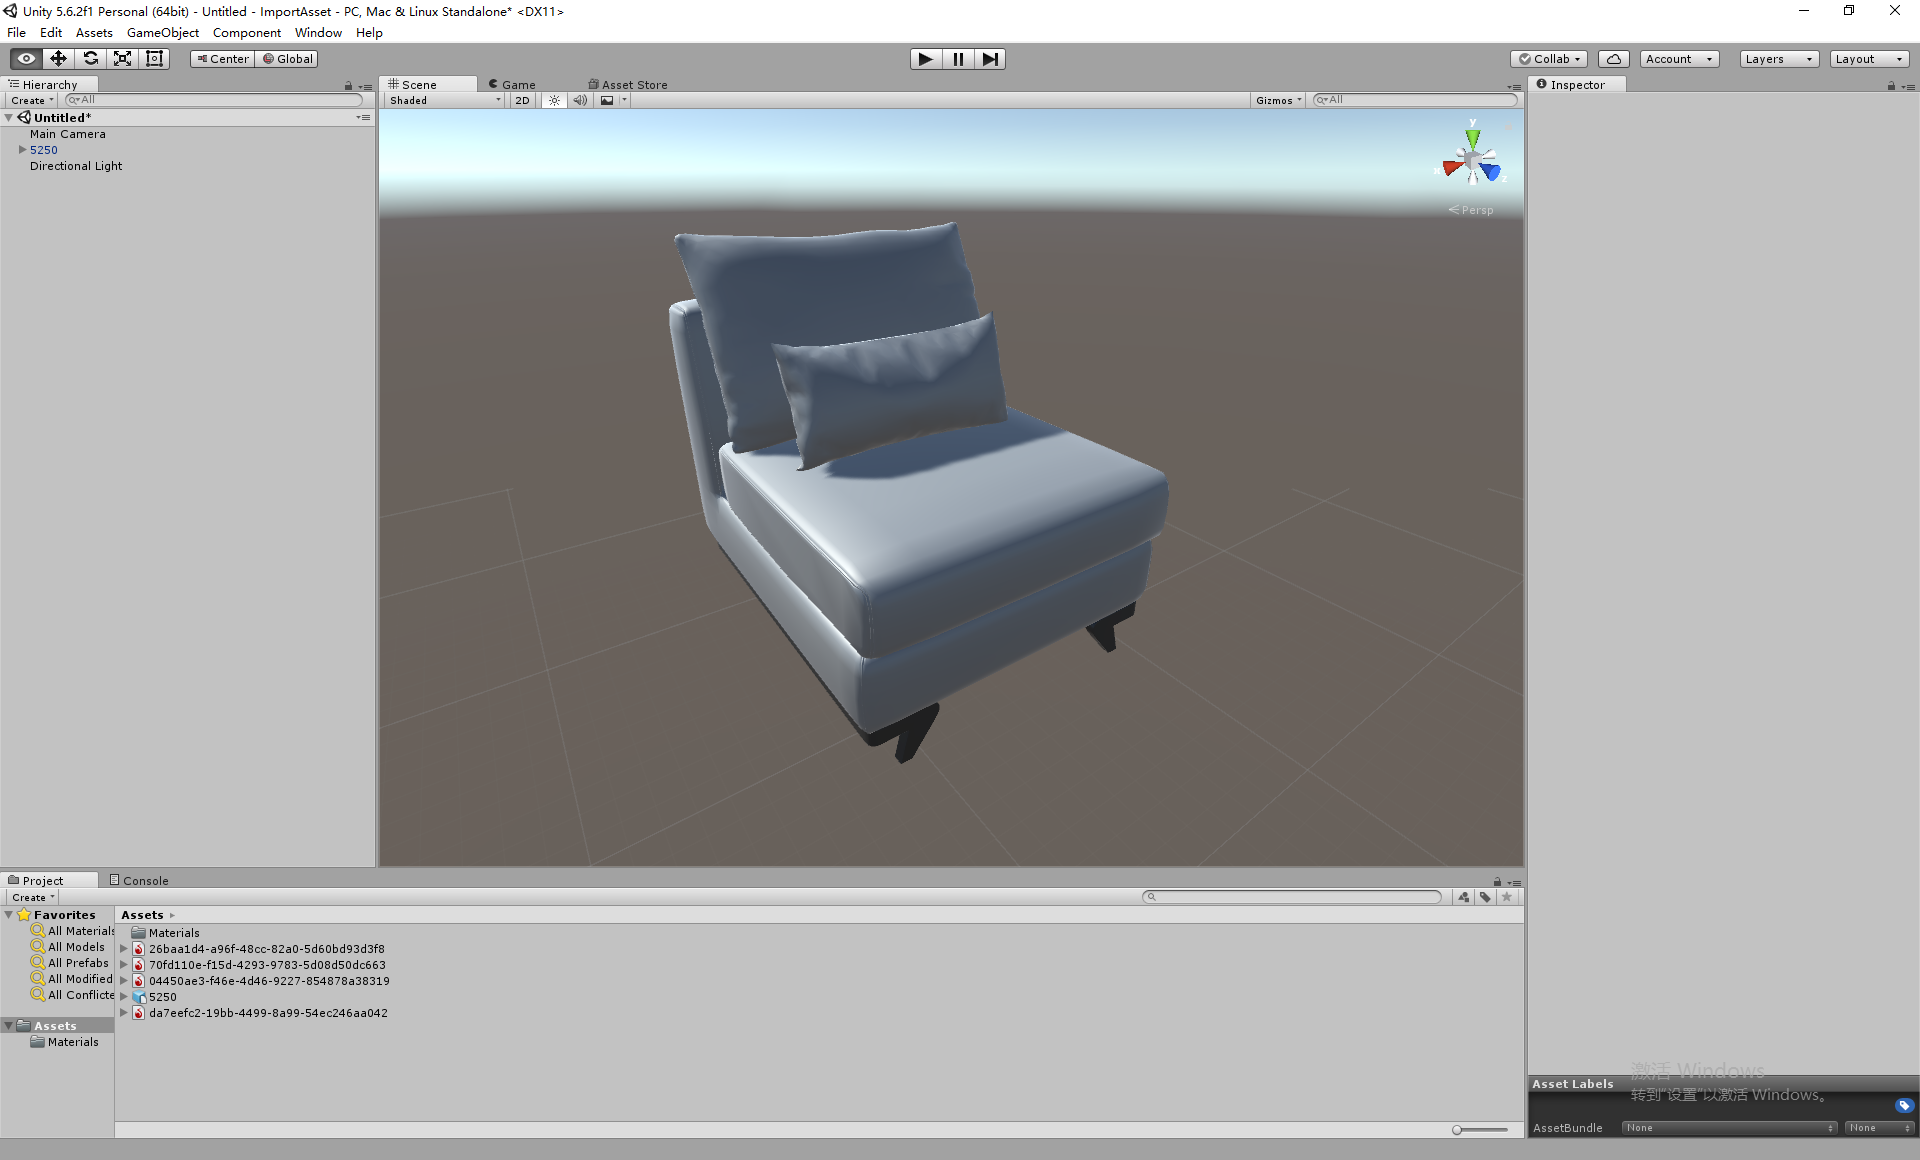 Unity 5.6.2f1 Personal (64bit) - Untitled - ImportAsset - PC, Mac & Linux Standalone* <DX11>
File Edit Assets GameObject Component Window Help
Center Global Collab Account Layers Layout
Hierarchy
Create All
Untitled*
Main Camera
5250
Directional Light
Scene Game Asset Store
Shaded 2D Gizmos All
y
x
z
Persp
Inspector
Project Console
Create
Favorites
All Materials
All Models
All Prefabs
All Modified
All Conflicte
Assets
Materials
Assets
Materials
26baa1d4-a96f-48cc-82a0-5d60bd93d3f8
70fd110e-f15d-4293-9783-5d08d50dc663
04450ae3-f46e-4d46-9227-854878a38319
5250
da7eefc2-19bb-4499-8a99-54ec246aa042
激活 Windows
Asset Labels
转到"设置"以激活 Windows。
AssetBundle None None